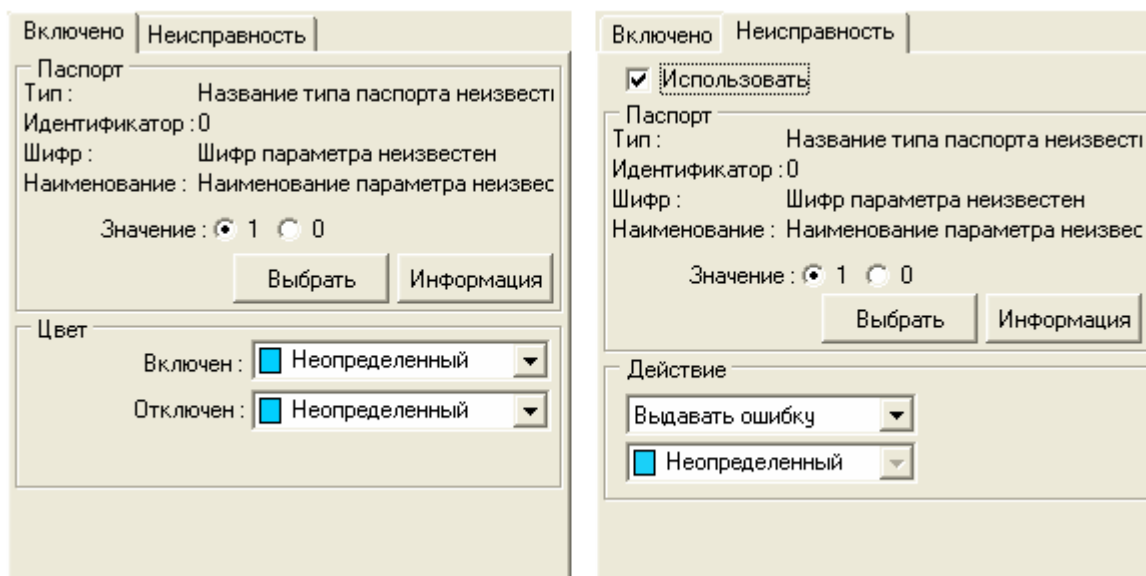 Включено Неисправность
Паспорт
Тип : Название типа паспорта неизвестн
Идентификатор : 0
Шифр : Шифр параметра неизвестен
Наименование : Наименование параметра неизвес
Значение : 1 0
Выбрать Информация
Цвет
Включен : Неопределенный
Отключен : Неопределенный
Включено Неисправность
Использовать
Паспорт
Тип : Название типа паспорта неизвестн
Идентификатор : 0
Шифр : Шифр параметра неизвестен
Наименование : Наименование параметра неизвес
Значение : 1 0
Выбрать Информация
Действие
Выдавать ошибку
Неопределенный